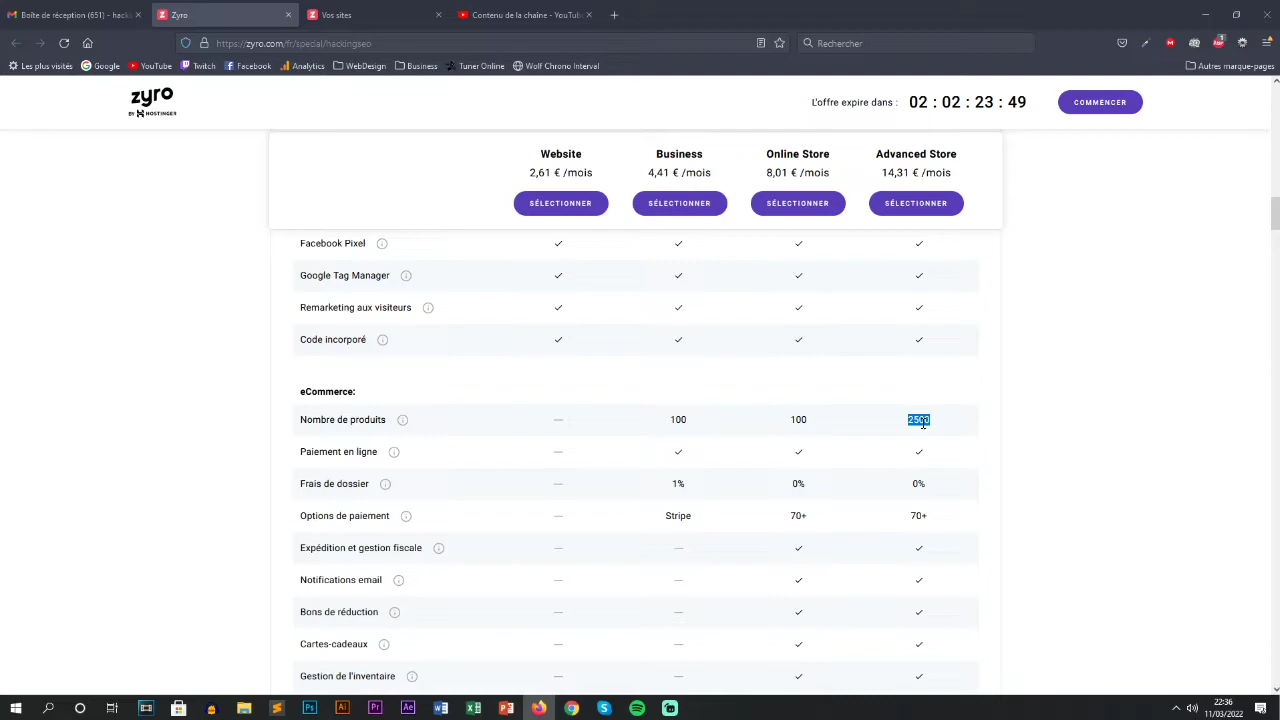 Boîte de réception (651) – hack
Zyro
Vos sites
Contenu de la chaîne - YouTube
https://zyro.com/fr/special/hackingseo
Rechercher
Les plus visités
Google
YouTube
Twitch
Facebook
Analytics
WebDesign
Business
Tuner Online
Wolf Chrono Interval
Autres marque-pages
zyro
BY HOSTINGER
L'offre expire dans : 02 : 02 : 23 : 49
COMMENCER
Website Business Online Store Advanced Store
2,61 € /mois 4,41 € /mois 8,01 € /mois 14,31 € /mois
SÉLECTIONNER SÉLECTIONNER SÉLECTIONNER SÉLECTIONNER
Facebook Pixel
Google Tag Manager
Remarketing aux visiteurs
Code incorporé
eCommerce:
Nombre de produits — 100 100 2500
Paiement en ligne —
Frais de dossier — 1% 0% 0%
Options de paiement — Stripe 70+ 70+
Expédition et gestion fiscale — —
Notifications email — —
Bons de réduction — —
Cartes-cadeaux — —
Gestion de l'inventaire — —
22:36
11/03/2022